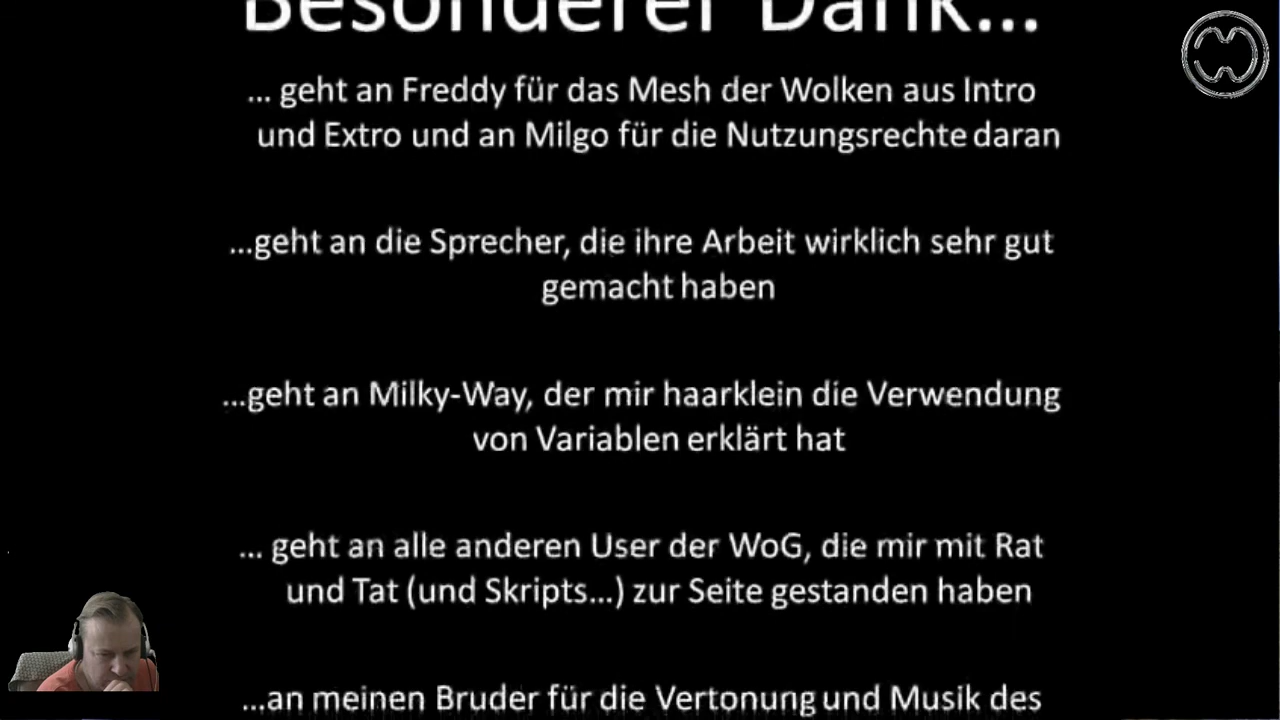 Besonderer Dank...
... geht an Freddy für das Mesh der Wolken aus Intro
und Extro und an Milgo für die Nutzungsrechte daran
...geht an die Sprecher, die ihre Arbeit wirklich sehr gut
gemacht haben
...geht an Milky-Way, der mir haarklein die Verwendung
von Variablen erklärt hat
... geht an alle anderen User der WoG, die mir mit Rat
und Tat (und Skripts...) zur Seite gestanden haben
...an meinen Bruder für die Vertonung und Musik des